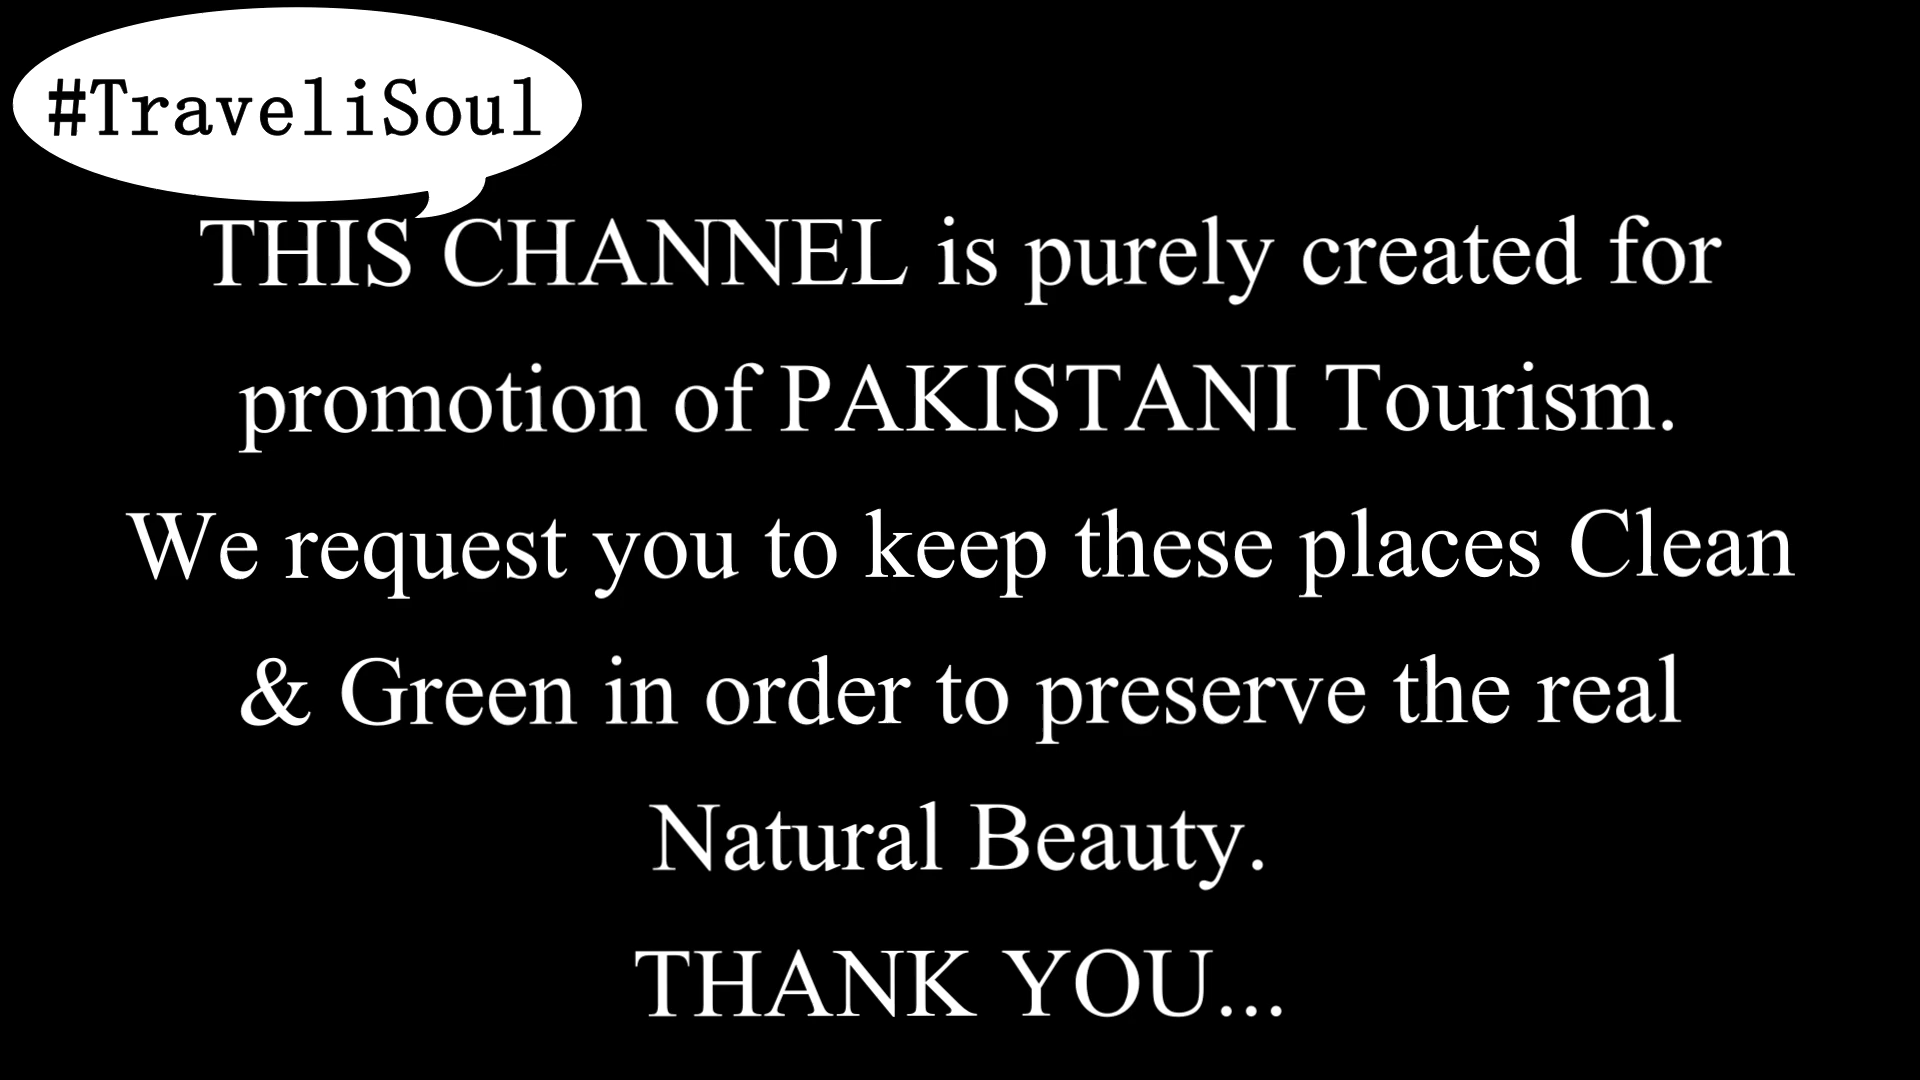 #TraveliSoul
THIS CHANNEL is purely created for
promotion of PAKISTANI Tourism.
We request you to keep these places Clean
& Green in order to preserve the real
Natural Beauty.
THANK YOU...